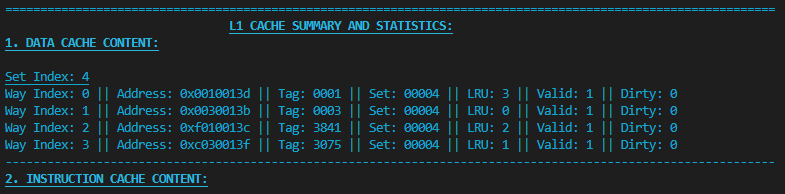 L1 CACHE SUMMARY AND STATISTICS:
1. DATA CACHE CONTENT:
Set Index: 4
Way Index: 0 || Address: 0x0010013d || Tag: 0001 || Set: 00004 || LRU: 3 || Valid: 1 || Dirty: 0
Way Index: 1 || Address: 0x0030013b || Tag: 0003 || Set: 00004 || LRU: 0 || Valid: 1 || Dirty: 0
Way Index: 2 || Address: 0xf010013c || Tag: 3841 || Set: 00004 || LRU: 2 || Valid: 1 || Dirty: 0
Way Index: 3 || Address: 0xc030013f || Tag: 3075 || Set: 00004 || LRU: 1 || Valid: 1 || Dirty: 0
2. INSTRUCTION CACHE CONTENT: